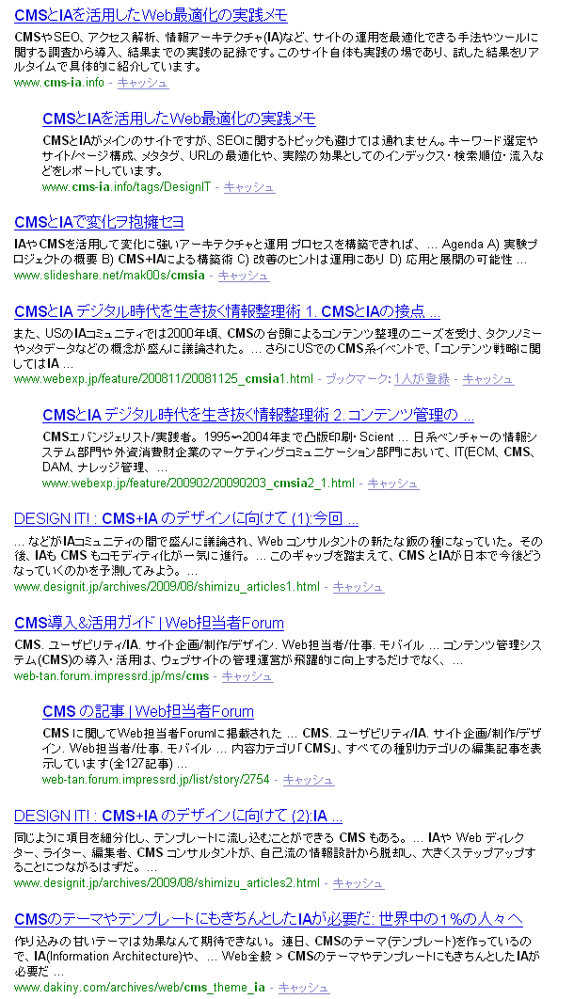 CMSとIAを活用したWeb最適化の実践メモ
CMSやSEO、アクセス解析、情報アーキテクチャ(IA)など、サイトの運用を最適化できる手法やツールに
関する調査から導入、結果までの実践の記録です。このサイト自体も実践の場であり、試した結果をリア
ルタイムで具体的に紹介しています。
www.cms-ia.info - キャッシュ
CMSとIAを活用したWeb最適化の実践メモ
CMSとIAがメインのサイトですが、SEOに関するトピックも避けては通れません。キーワード選定や
サイト/ページ構成、メタタグ、URLの最適化や、実際の効果としてのインデックス・検索順位・流入な
どをレポートしています。
www.cms-ia.info/tags/DesignIT - キャッシュ
CMSとIAで変化ヲ抱擁セヨ
IAやCMSを活用して変化に強いアーキテクチャと運用 プロセスを構築できれば、 ... Agenda A) 実験プ
ロジェクトの概要 B) CMS+IAによる構築術 C) 改善のヒントは運用にあり D) 応用と展開の可能性 ...
www.slideshare.net/mak00s/cmsia - キャッシュ
CMSとIA デジタル時代を生き抜く情報整理術 1. CMSとIAの接点 ...
また、USのIAコミュニティでは2000年頃、CMSの台頭によるコンテンツ整理のニーズを受け、タクソノミー
やメタデータなどの概念が盛んに議論された。 ... さらにUSでのCMS系イベントで、「コンテンツ戦略に関
してはIA ...
www.webexp.jp/feature/200811/20081125_cmsia1.html - ブックマーク: 1人が登録 - キャッシュ
CMSとIA デジタル時代を生き抜く情報整理術 2. コンテンツ管理の ...
CMSエバンジェリスト/実践者。 1995〜2004年まで凸版印刷・Scient ... 日系ベンチャーの情報シ
ステム部門や外資消費財企業のマーケティングコミュニケーション部門において、IT(ECM、CMS、
DAM、ナレッジ管理、 ...
www.webexp.jp/feature/200902/20090203_cmsia2_1.html - キャッシュ
DESIGN IT! : CMS+IA のデザインに向けて (1):今回 ...
... などがIAコミュニティの間で盛んに議論され、Web コンサルタントの新たな飯の種になっていた。 その
後、IAも CMS もコモディティ化が一気に進行。 ... このギャップを踏まえて、CMS とIAが日本で今後どう
なっていくのかを予測してみよう。 ...
www.designit.jp/archives/2009/08/shimizu_articles1.html - キャッシュ
CMS導入&活用ガイド | Web担当者Forum
CMS. ユーザビリティ/IA. サイト企画/制作/デザイン. Web担当者/仕事. モバイル ... コンテンツ管理シス
テム(CMS)の導入・活用は、ウェブサイトの管理運営が飛躍的に向上するだけでなく、 ...
web-tan.forum.impressrd.jp/ms/cms - キャッシュ
CMS の記事 | Web担当者Forum
CMS に関してWeb担当者Forumに掲載された ... CMS. ユーザビリティ/IA. サイト企画/制作/デザ
イン. Web担当者/仕事. モバイル ... 内容カテゴリ「CMS」、すべての種別カテゴリの編集記事を表
示しています(全127記事) ...
web-tan.forum.impressrd.jp/list/story/2754 - キャッシュ
DESIGN IT! : CMS+IA のデザインに向けて (2):IA ...
同じように項目を細分化し、テンプレートに流し込むことができる CMS もある。 ... IAや Web ディレク
ター、ライター、編集者、CMS コンサルタントが、自己流の情報設計から脱却し、大きくステップアップす
ることにつながるはずだ。 ...
www.designit.jp/archives/2009/08/shimizu_articles2.html - キャッシュ
CMSのテーマやテンプレートにもきちんとしたIAが必要だ: 世界中の1%の人々へ
作り込みの甘いテーマは効果なんて期待できない。 連日、CMSのテーマ(テンプレート)を作っているの
で、IA(Information Architecture)や、 ... Web全般 > CMSのテーマやテンプレートにもきちんとしたIAが
必要だ ...
www.dakiny.com/archives/web/cms_theme_ia - キャッシュ